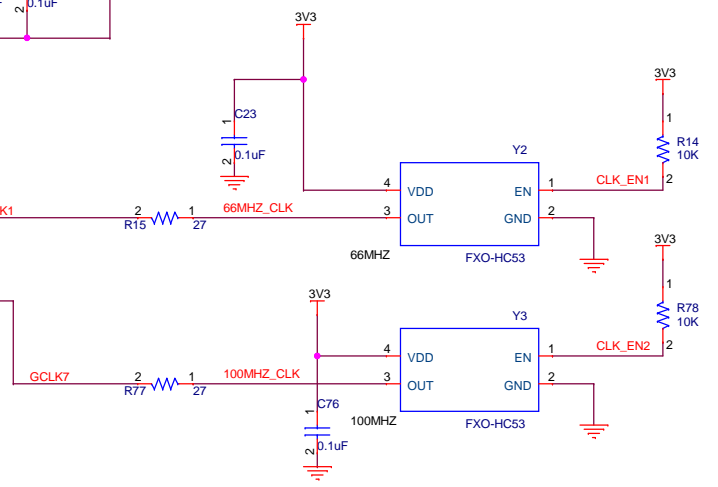 2
0.1uF
3V3
3V3
C23
1
2
0.1uF
1
R14
10K
2
Y2
4
VDD
EN
1
CLK_EN1
K1
2
1
R15
27
66MHZ_CLK
3
OUT
GND
2
66MHZ
FXO-HC53
3V3
3V3
1
R78
10K
2
Y3
4
VDD
EN
1
CLK_EN2
GCLK7
2
1
R77
27
100MHZ_CLK
3
OUT
GND
2
C76
1
2
0.1uF
100MHZ
FXO-HC53